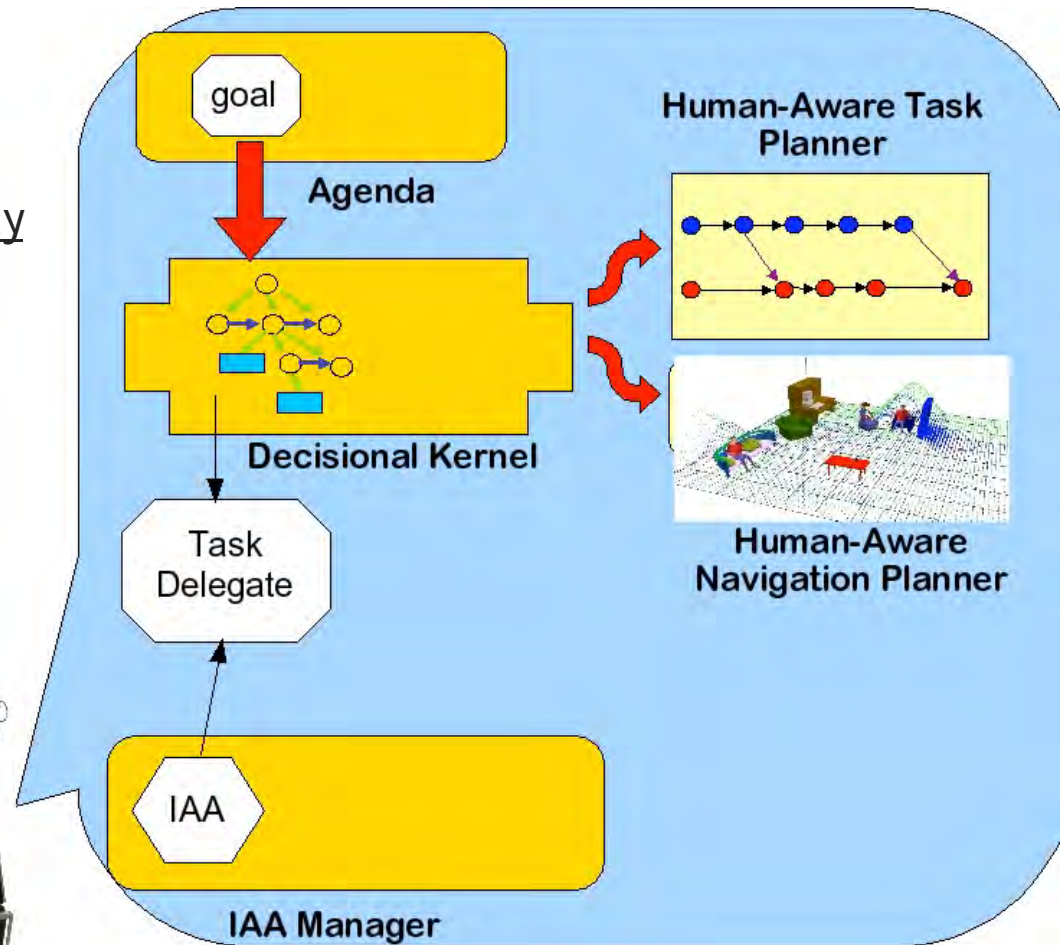 goal
Agenda
y
Human-Aware Task
Planner
Decisional Kernel
Human-Aware
Navigation Planner
Task
Delegate
IAA
IAA Manager